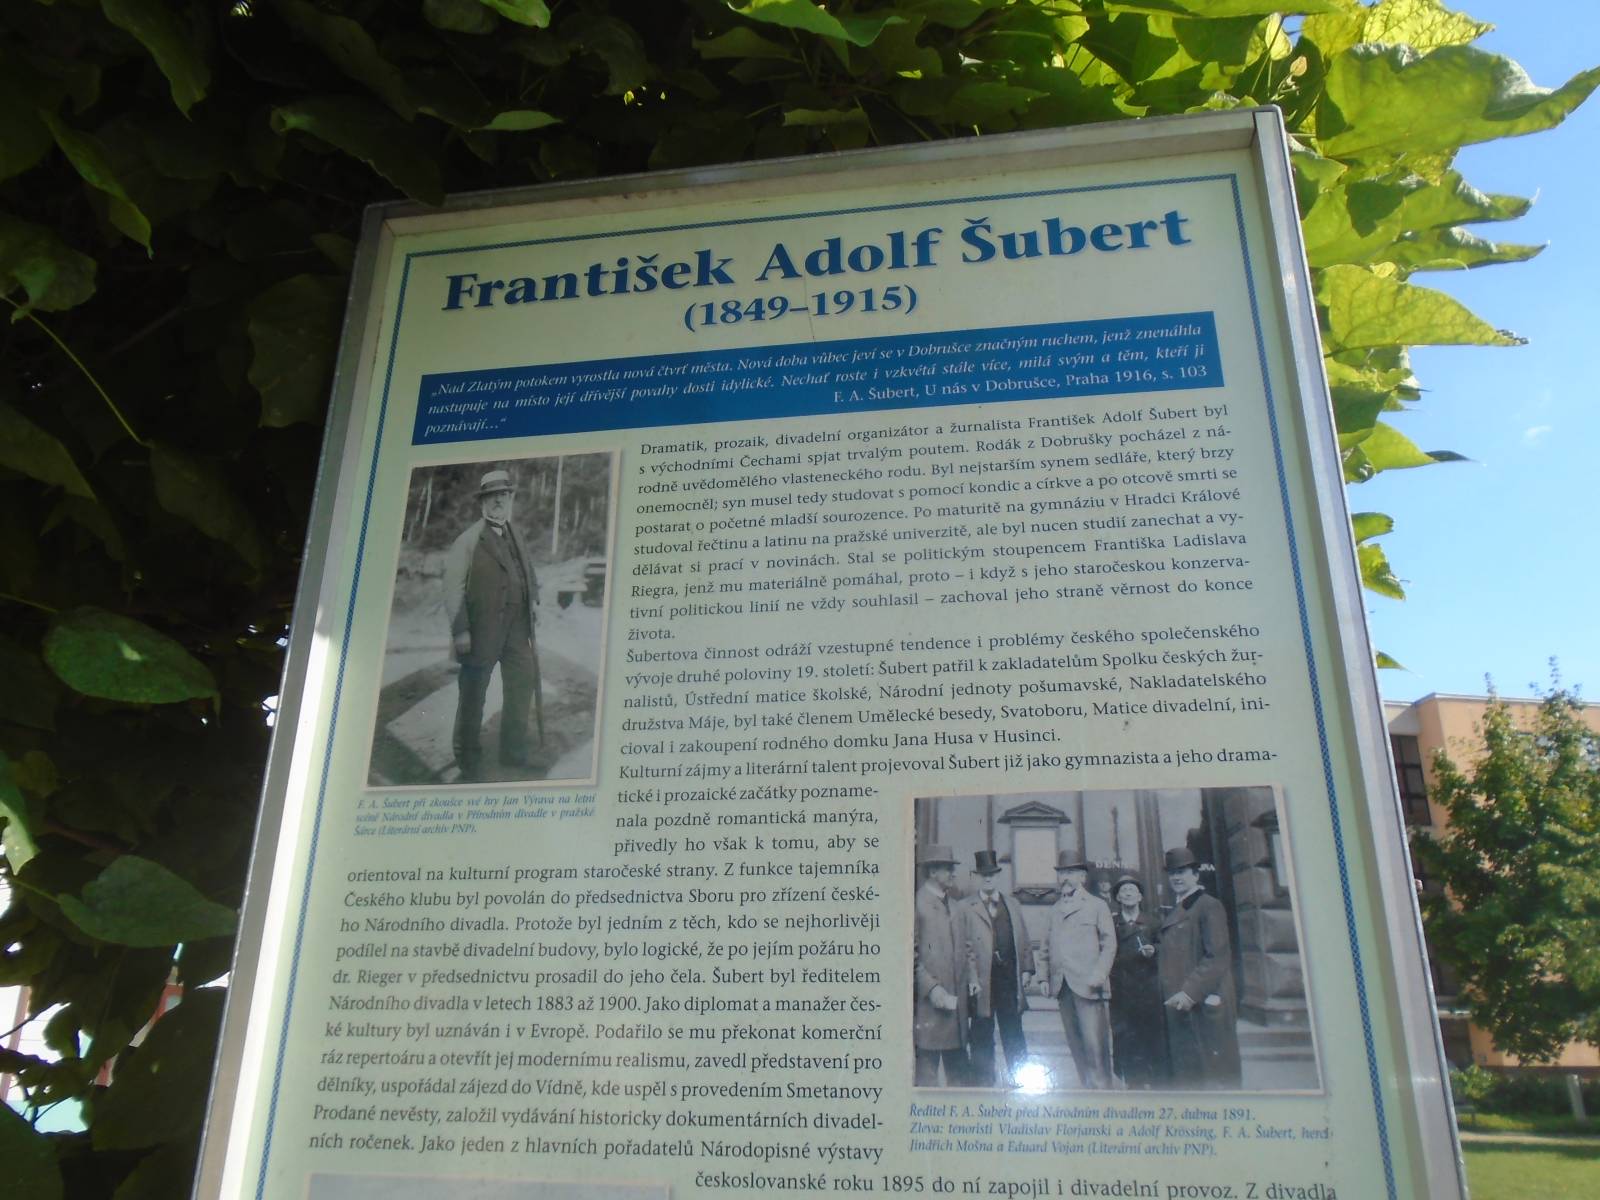 František Adolf Šubert
(1849–1915)
„Nad Zlatým potokem vyrostla nová čtvrť města. Nová doba vůbec jeví se v Dobrušce značným ruchem, jenž znenáhla
nastupuje na místo její dřívější povahy dosti idylické. Nechať roste i vzkvétá stále více, milá svým a těm, kteří ji
poznávají…“
F. A. Šubert, U nás v Dobrušce, Praha 1916, s. 103
Dramatik, prozaik, divadelní organizátor a žurnalista František Adolf Šubert byl
s východními Čechami spjat trvalým poutem. Rodák z Dobrušky pocházel z ná-
rodně uvědomělého vlasteneckého rodu. Byl nejstarším synem sedláře, který brzy
onemocněl; syn musel tedy studovat s pomocí kondic a církve a po otcově smrti se
postarat o početné mladší sourozence. Po maturitě na gymnáziu v Hradci Králové
studoval řečtinu a latinu na pražské univerzitě, ale byl nucen studií zanechat a vy-
dělávat si prací v novinách. Stal se politickým stoupencem Františka Ladislava
Riegra, jenž mu materiálně pomáhal, proto – i když s jeho staročeskou konzerva-
tivní politickou linií ne vždy souhlasil – zachoval jeho straně věrnost do konce
života.
Šubertova činnost odráží vzestupné tendence i problémy českého společenského
vývoje druhé poloviny 19. století: Šubert patřil k zakladatelům Spolku českých žur-
nalistů, Ústřední matice školské, Národní jednoty pošumavské, Nakladatelského
družstva Máje, byl také členem Umělecké besedy, Svatoboru, Matice divadelní, ini-
cioval i zakoupení rodného domku Jana Husa v Husinci.
Kulturní zájmy a literární talent projevoval Šubert již jako gymnazista a jeho drama-
tické i prozaické začátky pozname-
nala pozdně romantická manýra,
přivedly ho však k tomu, aby se
orientoval na kulturní program staročeské strany. Z funkce tajemníka
Českého klubu byl povolán do předsednictva Sboru pro zřízení české-
ho Národního divadla. Protože byl jedním z těch, kdo se nejhorlivěji
podílel na stavbě divadelní budovy, bylo logické, že po jejím požáru ho
dr. Rieger v předsednictvu prosadil do jeho čela. Šubert byl ředitelem
Národního divadla v letech 1883 až 1900. Jako diplomat a manažer čes-
ké kultury byl uznáván i v Evropě. Podařilo se mu překonat komerční
ráz repertoáru a otevřít jej modernímu realismu, zavedl představení pro
dělníky, uspořádal zájezd do Vídně, kde uspěl s provedením Smetanovy
Prodané nevěsty, založil vydávání historicky dokumentárních divadel-
ních ročenek. Jako jeden z hlavních pořadatelů Národopisné výstavy
československé roku 1895 do ní zapojil i divadelní provoz. Z divadla
F. A. Šubert při zkoušce své hry Jan Výrava na letní
scéně Národní divadla v Přírodním divadle v pražské
Šárce (Literární archiv PNP).
Ředitel F. A. Šubert před Národním divadlem 27. dubna 1891.
Zleva: tenoristi Vladislav Florjanski a Adolf Krössing, F. A. Šubert, herci
Jindřich Mošna a Eduard Vojan (Literární archiv PNP).